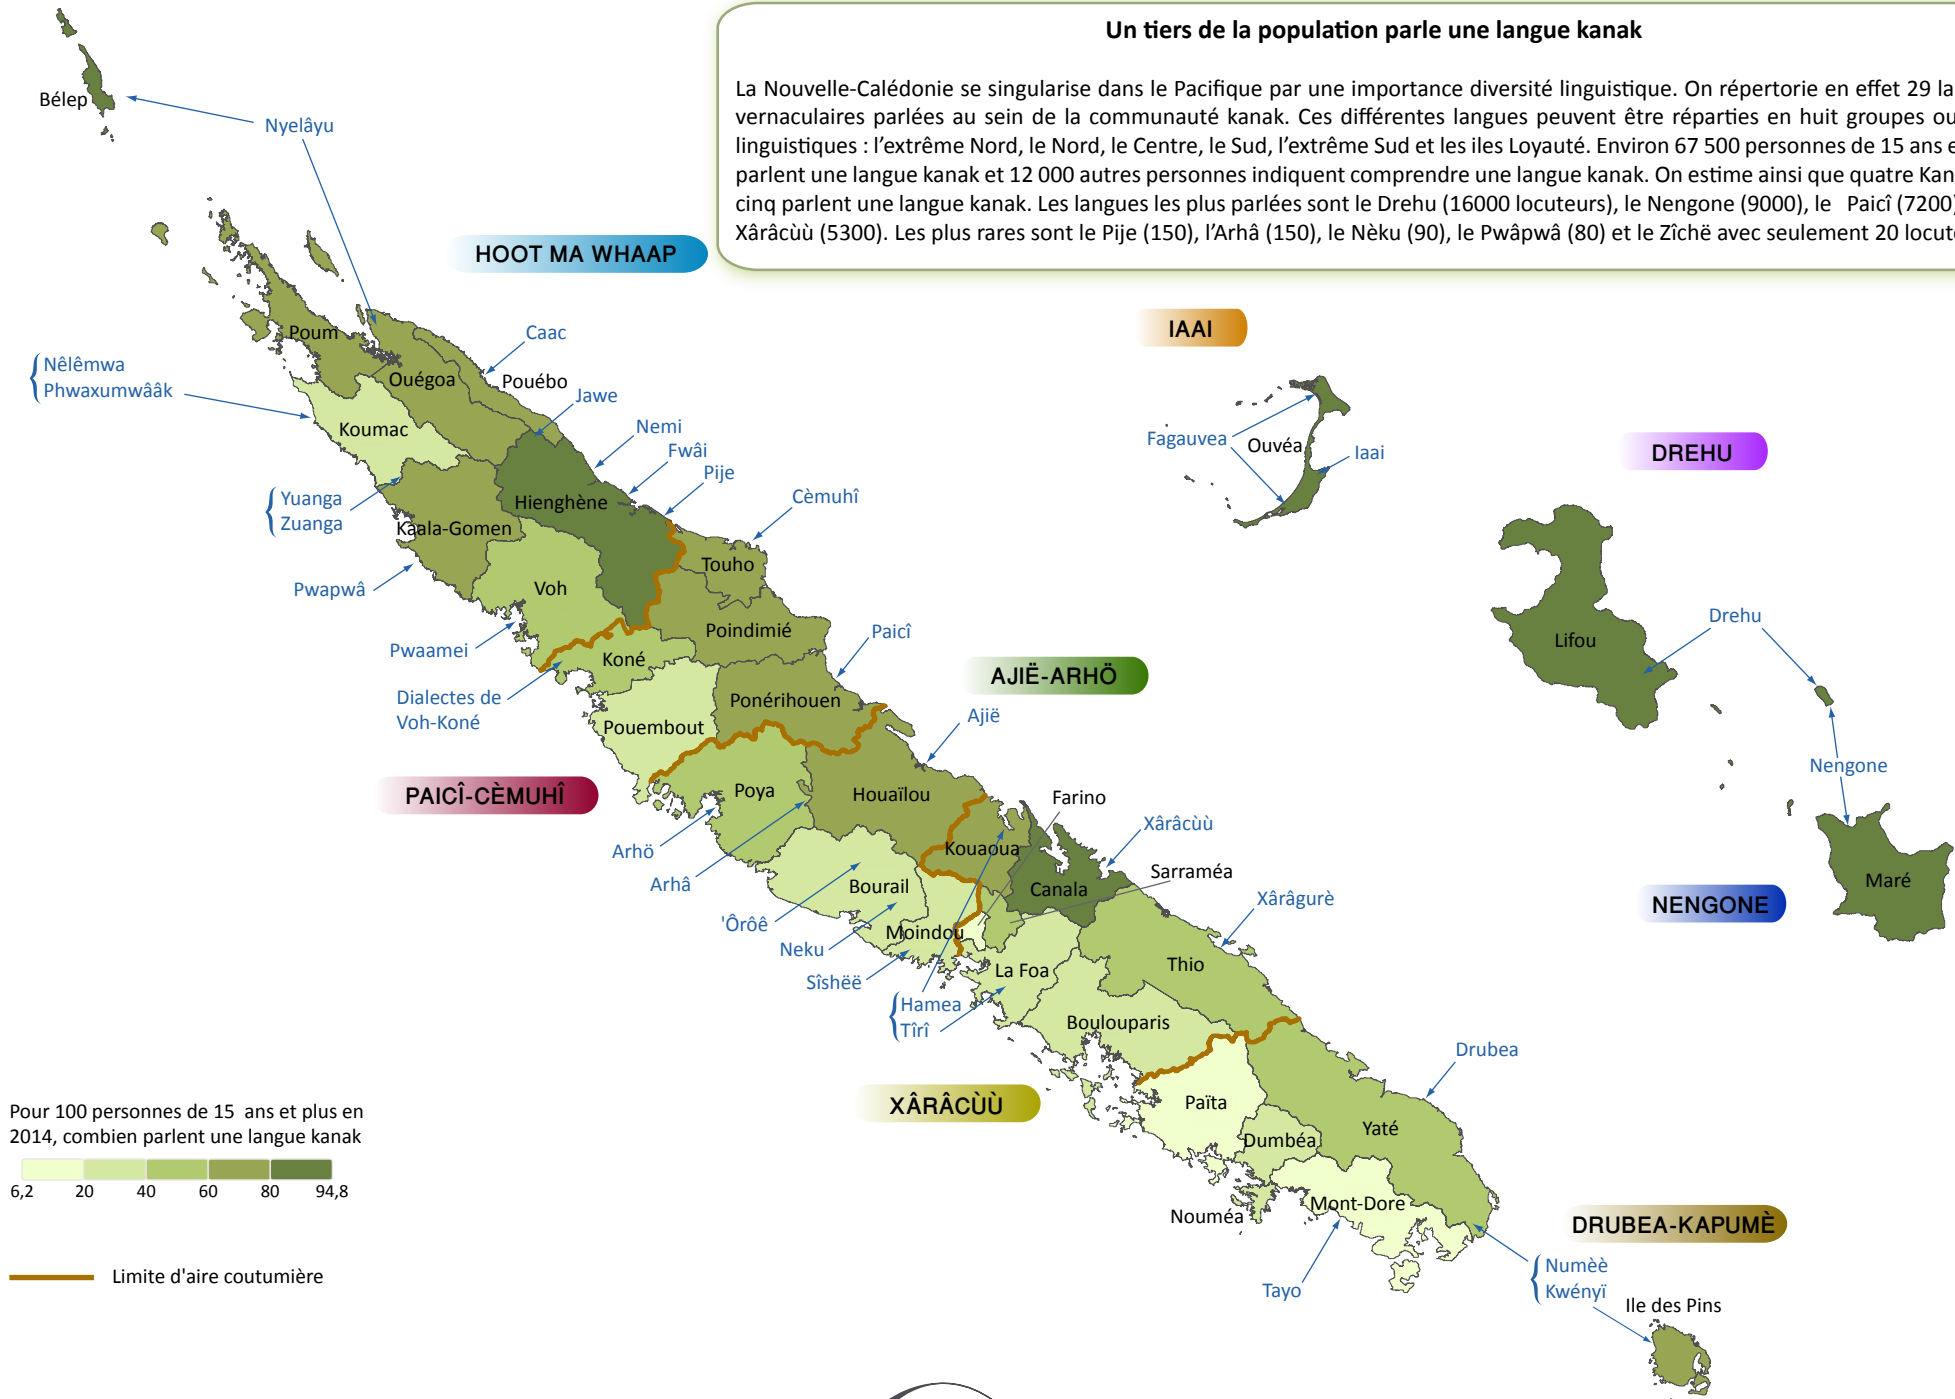 Un tiers de la population parle une langue kanak
La Nouvelle-Calédonie se singularise dans le Pacifique par une importance diversité linguistique. On répertorie en effet 29
vernaculaires parlées au sein de la communauté kanak. Ces différentes langues peuvent être réparties en huit groupes ou
linguistiques : l'extrême Nord, le Nord, le Centre, le Sud, l'extrême Sud et les iles Loyauté. Environ 67 500 personnes de 15 ans
parlent une langue kanak et 12 000 autres personnes indiquent comprendre une langue kanak. On estime ainsi que quatre
cinq parlent une langue kanak. Les langues les plus parlées sont le Drehu (16000 locuteurs), le Nengone (9000), le Paicî (7200)
Xârâcùù (5300). Les plus rares sont le Pije (150), l'Arhâ (150), le Nèku (90), le Pwâpwâ (80) et le Zîchë avec seulement 20
Bélep
Nyelâyu
HOOT MA WHAAP
IAAI
Poum
Caac
Nêlêmwa
Phwaxumwââk
Ouégoa
Pouébo
Jawe
Koumac
Nemi
Fwâi
Pije
Fagauvea
Ouvéa
Iaai
DREHU
Yuanga
Zuanga
Hienghène
Cèmuhî
Kaala-Gomen
Touho
Pwapwâ
Voh
Poindimié
Paicî
Drehu
Lifou
Pwaamei
Koné
AJIË-ARHÖ
Dialectes de
Voh-Koné
Ponérihouen
Ajië
Pouembout
Nengone
PAICÎ-CÈMUHÎ
Poya
Houaïlou
Farino
Xârâcùù
Arhö
Kouaoua
Sarraméa
Arhâ
Bourail
Canala
Maré
Xârâgurè
NENGONE
'Ôrôê
Moindou
Neku
Sîshëë
La Foa
Thio
Hamea
Tîrî
Boulouparis
Drubea
XÂRÂCÙÙ
Païta
Yaté
Dumbéa
Pour 100 personnes de 15 ans et plus en
2014, combien parlent une langue kanak
6,2 20 40 60 80 94,8
Nouméa
Mont-Dore
DRUBEA-KAPUMÈ
Limite d'aire coutumière
Tayo
Numèè
Kwényï
Ile des Pins